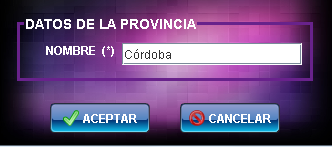 DATOS DE LA PROVINCIA
NOMBRE (*) Córdoba
ACEPTAR CANCELAR